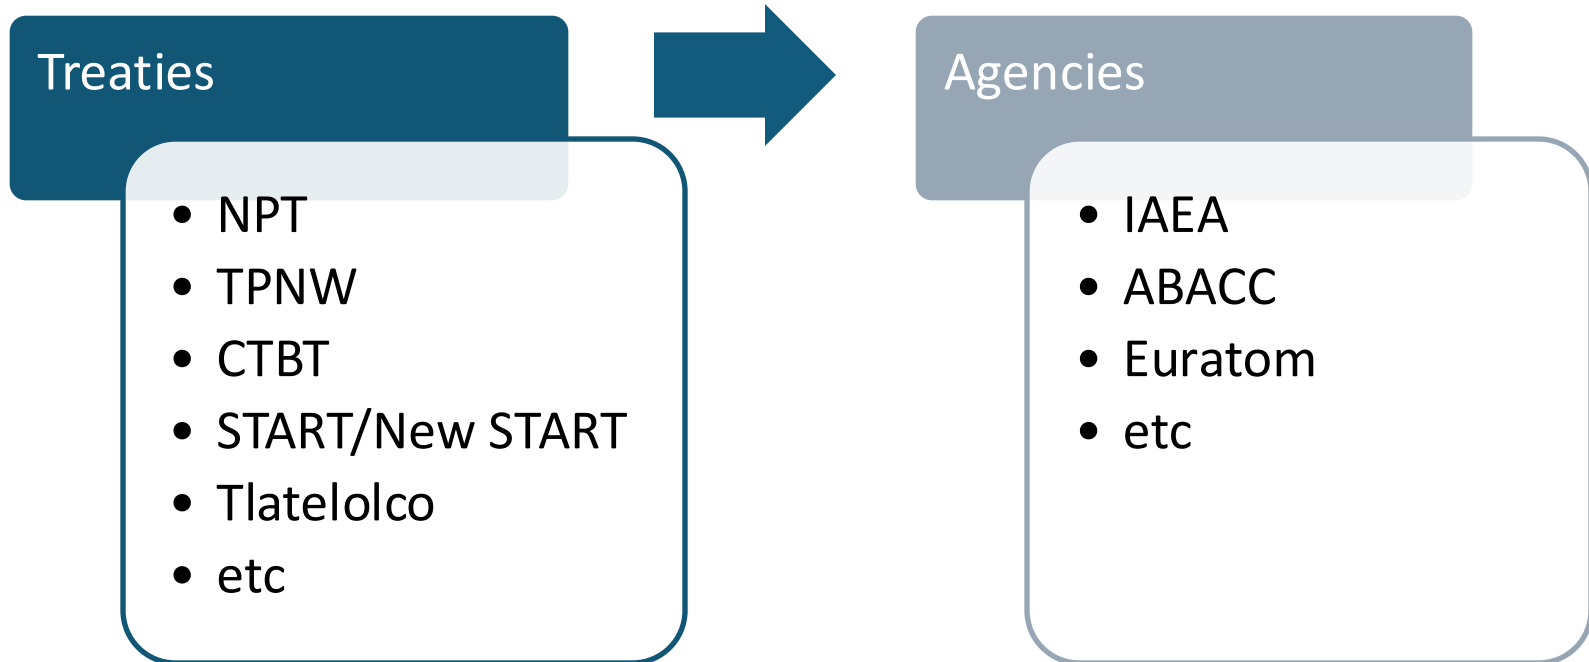 Treaties
• NPT
• TPNW
• CTBT
• START/New START
• Tlatelolco
• etc
Agencies
• IAEA
• ABACC
• Euratom
• etc